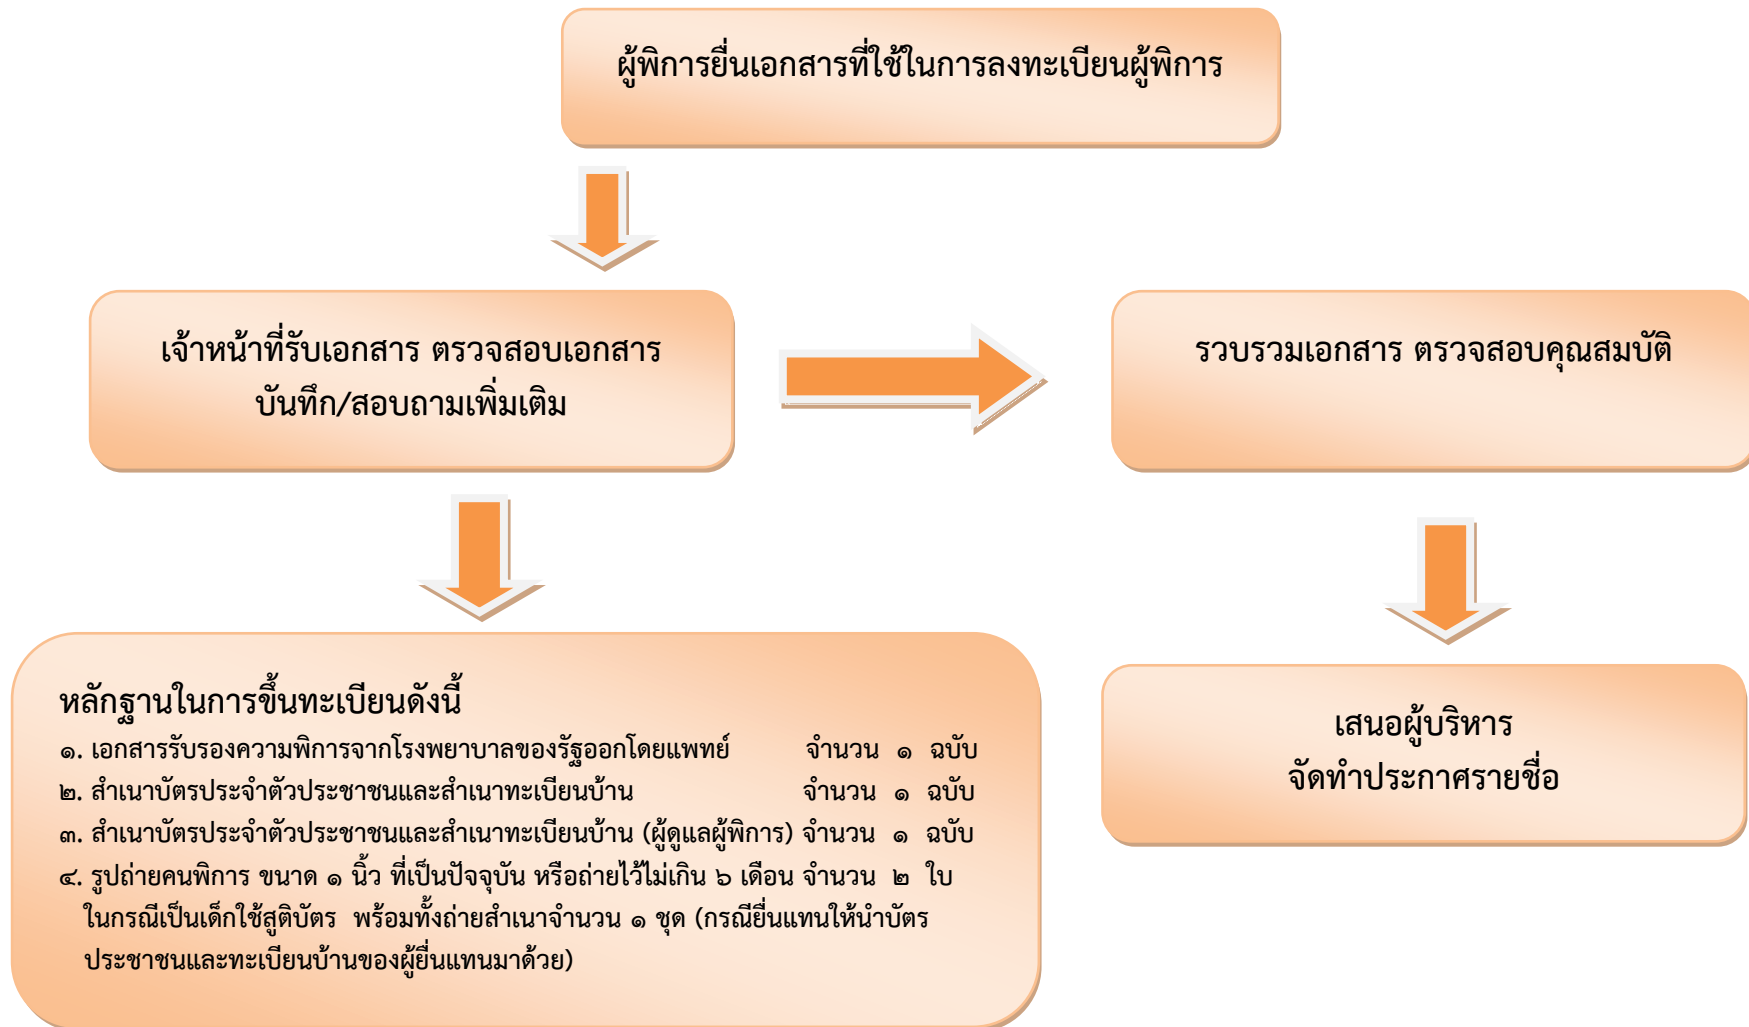 ผู้พิการยื่นเอกสารที่ใช้ในการลงทะเบียนผู้พิการ
เจ้าหน้าที่รับเอกสาร ตรวจสอบเอกสาร
บันทึก/สอบถามเพิ่มเติม
รวบรวมเอกสาร ตรวจสอบคุณสมบัติ
หลักฐานในการขึ้นทะเบียนดังนี้
๑. เอกสารรับรองความพิการจากโรงพยาบาลของรัฐออกโดยแพทย์ จำนวน ๑ ฉบับ
๒. สำเนาบัตรประจำตัวประชาชนและสำเนาทะเบียนบ้าน จำนวน ๑ ฉบับ
๓. สำเนาบัตรประจำตัวประชาชนและสำเนาทะเบียนบ้าน (ผู้ดูแลผู้พิการ) จำนวน ๑ ฉบับ
๔. รูปถ่ายคนพิการ ขนาด ๑ นิ้ว ที่เป็นปัจจุบัน หรือถ่ายไว้ไม่เกิน ๖ เดือน จำนวน ๒ ใบ
ในกรณีเป็นเด็กใช้สูติบัตร พร้อมทั้งถ่ายสำเนาจำนวน ๑ ชุด (กรณียื่นแทนให้นำบัตร
ประชาชนและทะเบียนบ้านของผู้ยื่นแทนมาด้วย)
เสนอผู้บริหาร
จัดทำประกาศรายชื่อ